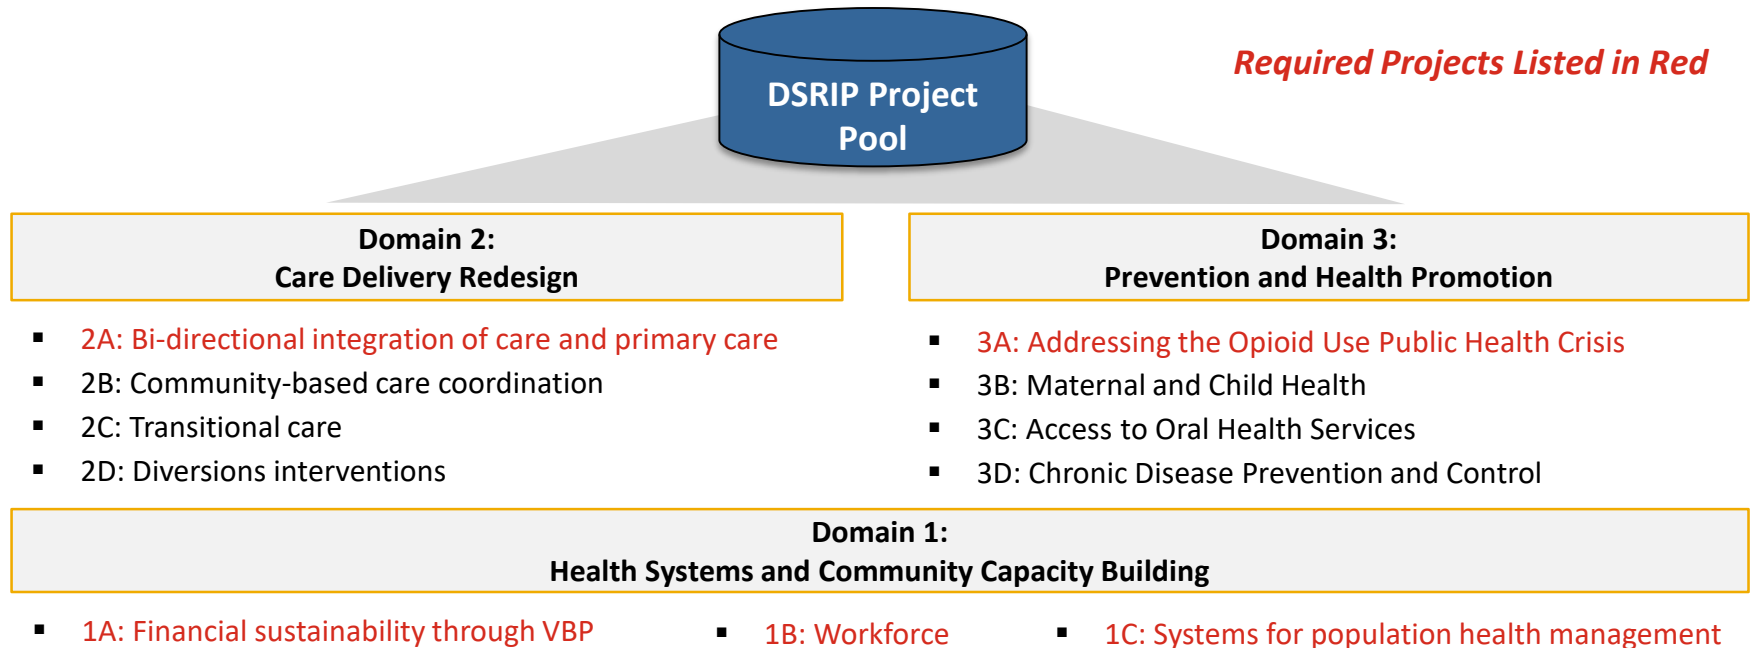 DSRIP Project
Pool
Required Projects Listed in Red
Domain 2:
Care Delivery Redesign
▪ 2A: Bi-directional integration of care and primary care
▪ 2B: Community-based care coordination
▪ 2C: Transitional care
▪ 2D: Diversions interventions
Domain 3:
Prevention and Health Promotion
▪ 3A: Addressing the Opioid Use Public Health Crisis
▪ 3B: Maternal and Child Health
▪ 3C: Access to Oral Health Services
▪ 3D: Chronic Disease Prevention and Control
Domain 1:
Health Systems and Community Capacity Building
▪ 1A: Financial sustainability through VBP
▪ 1B: Workforce
▪ 1C: Systems for population health management